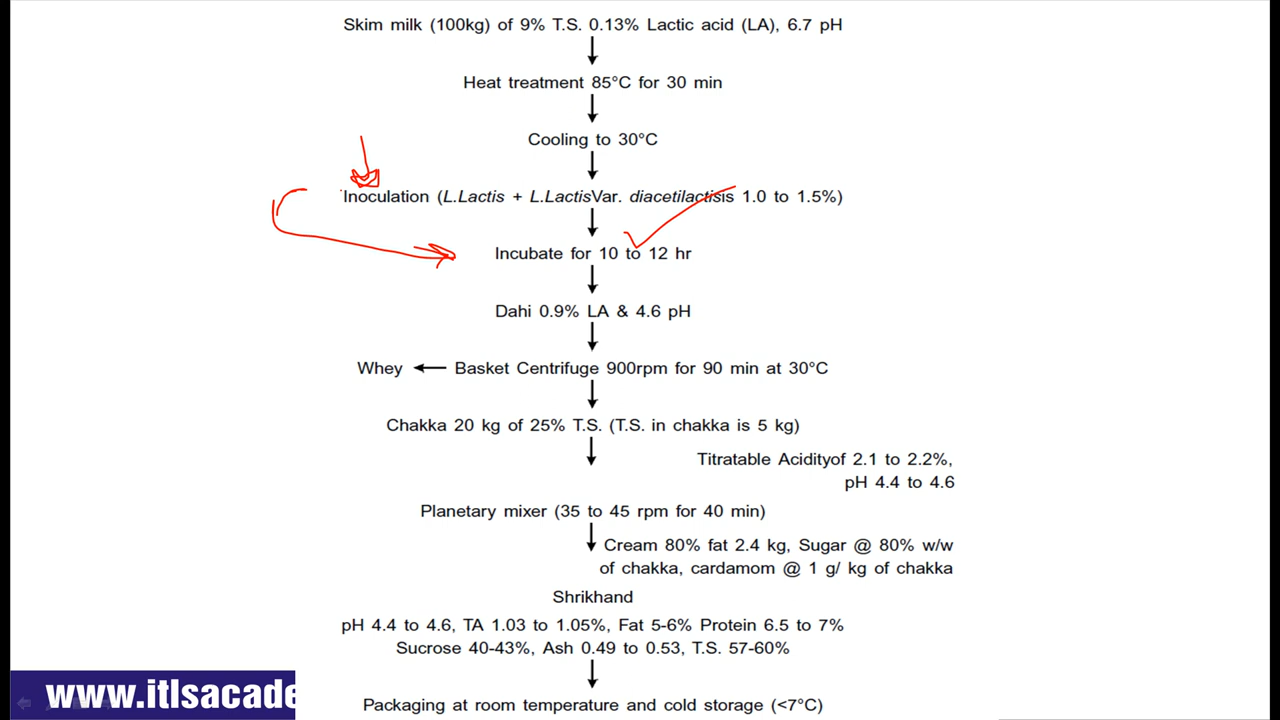 Skim milk (100kg) of 9% T.S. 0.13% Lactic acid (LA), 6.7 pH
Heat treatment 85°C for 30 min
Cooling to 30°C
Inoculation (L.Lactis + L.LactisVar. diacetilactisis 1.0 to 1.5%)
Incubate for 10 to 12 hr
Dahi 0.9% LA & 4.6 pH
Whey Basket Centrifuge 900rpm for 90 min at 30°C
Chakka 20 kg of 25% T.S. (T.S. in chakka is 5 kg)
Titratable Acidityof 2.1 to 2.2%,
pH 4.4 to 4.6
Planetary mixer (35 to 45 rpm for 40 min)
Cream 80% fat 2.4 kg, Sugar @ 80% w/w
of chakka, cardamom @ 1 g/ kg of chakka
Shrikhand
pH 4.4 to 4.6, TA 1.03 to 1.05%, Fat 5-6% Protein 6.5 to 7%
Sucrose 40-43%, Ash 0.49 to 0.53, T.S. 57-60%
www.itlsacade
Packaging at room temperature and cold storage (<7°C)